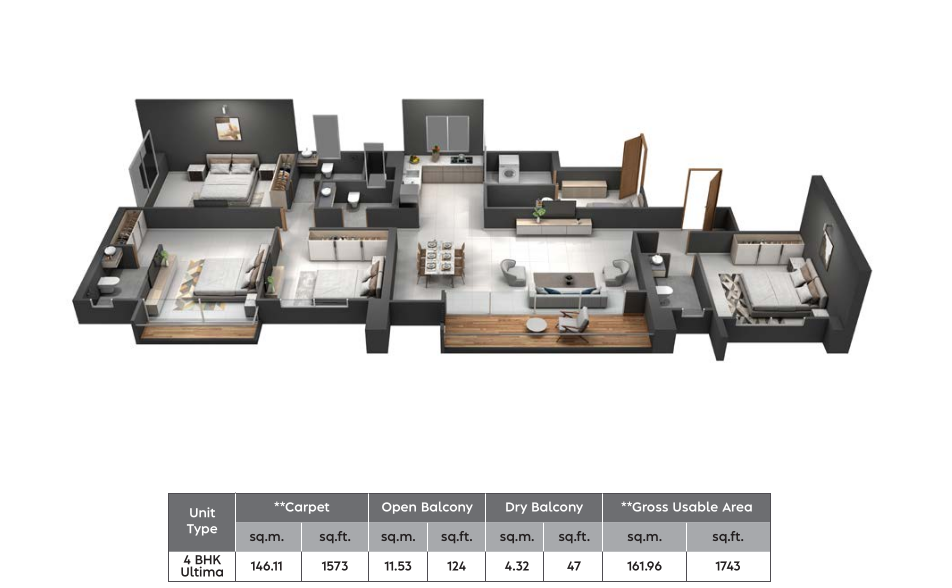 Unit Type **Carpet Open Balcony Dry Balcony **Gross Usable Area
sq.m. sq.ft. sq.m. sq.ft. sq.m. sq.ft. sq.m. sq.ft.
4 BHK Ultima 146.11 1573 11.53 124 4.32 47 161.96 1743